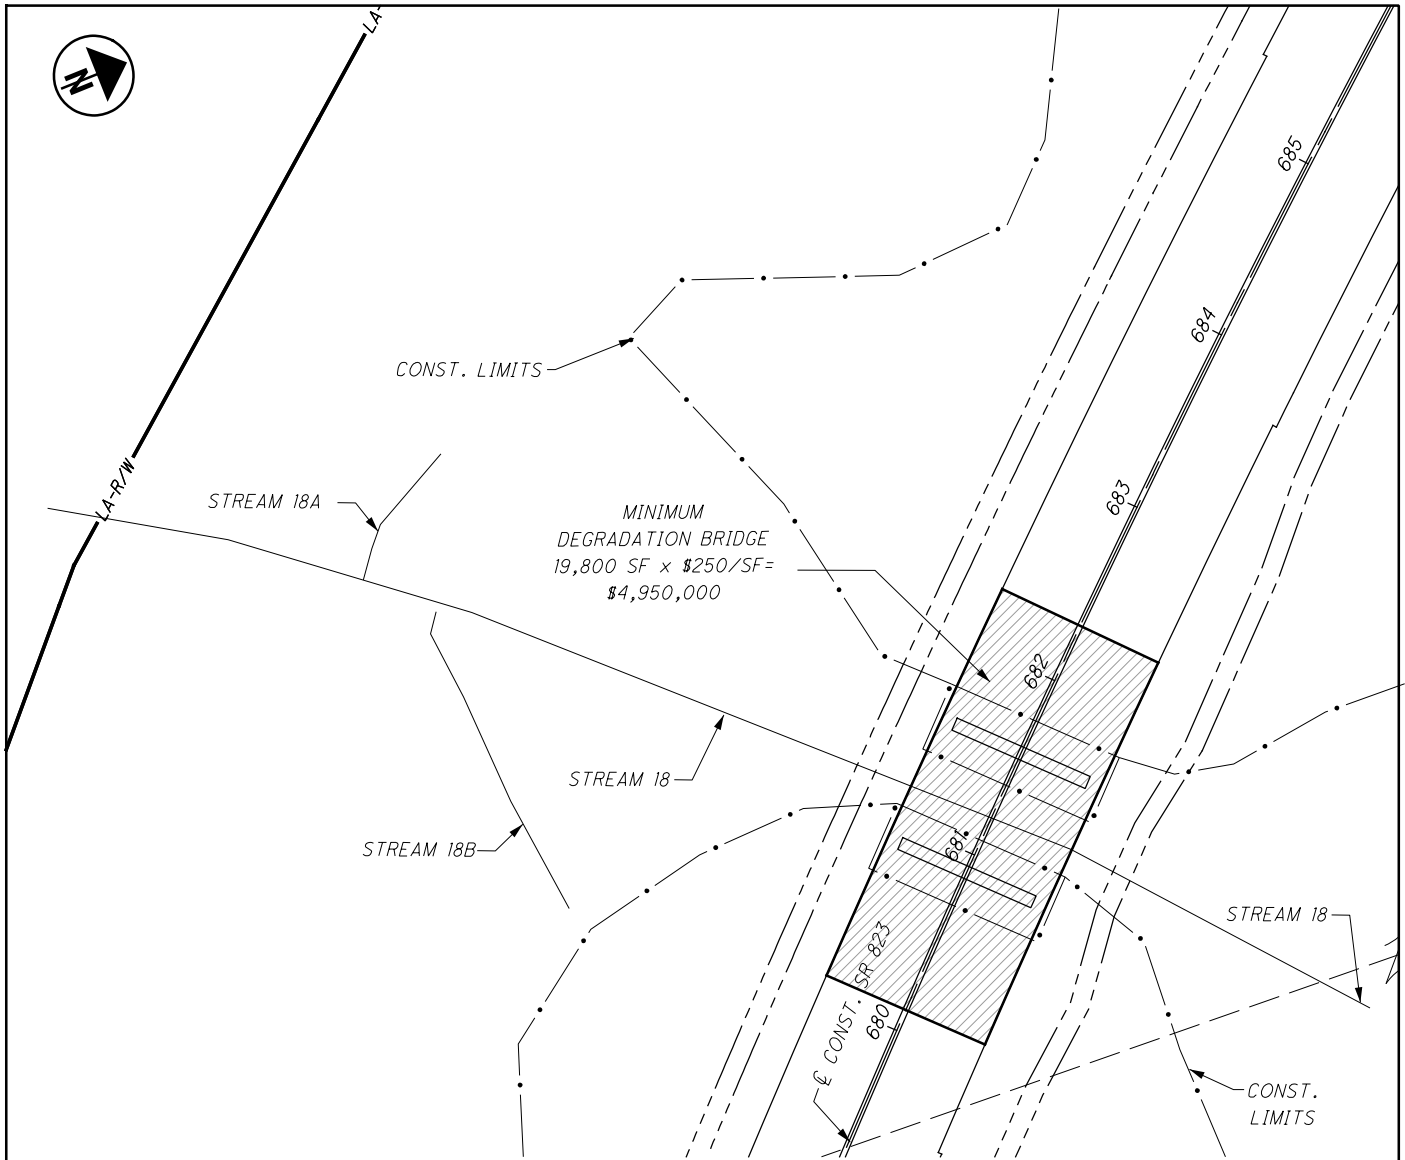 LA-
N
685
684
CONST. LIMITS
LA-R/W
STREAM 18A
683
MINIMUM
DEGRADATION BRIDGE
19,800 SF x $250/SF=
$4,950,000
682
STREAM 18
681
STREAM 18B
STREAM 18
680
℄ CONST. SR 823
CONST.
LIMITS